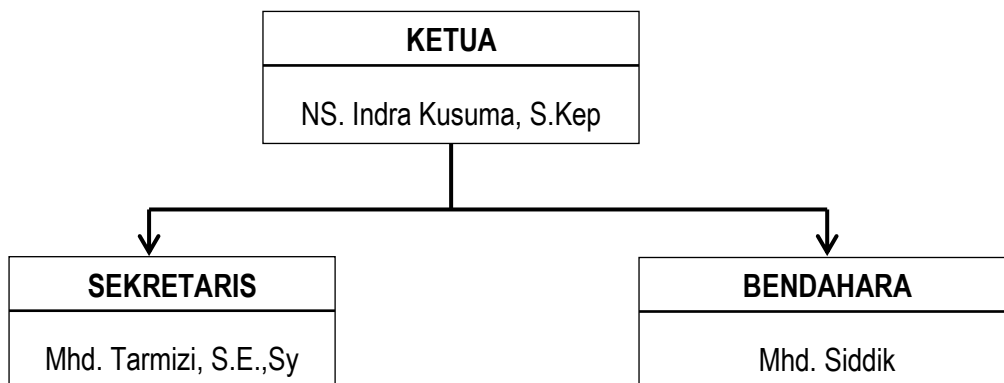 KETUA
NS. Indra Kusuma, S.Kep
SEKRETARIS
Mhd. Tarmizi, S.E.,Sy
BENDAHARA
Mhd. Siddik